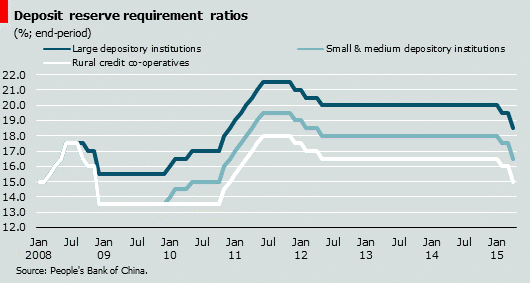 Deposit reserve requirement ratios
(%; end-period)
Large depository institutions
Small & medium depository institutions
Rural credit co-operatives
22.0
21.0
20.0
19.0
18.0
17.0
16.0
15.0
14.0
13.0
12.0
Jan Jul Jan Jul Jan Jul Jan Jul Jan Jul Jan Jul Jan Jul Jan
2008 09 10 11 12 13 14 15
Source: People's Bank of China.